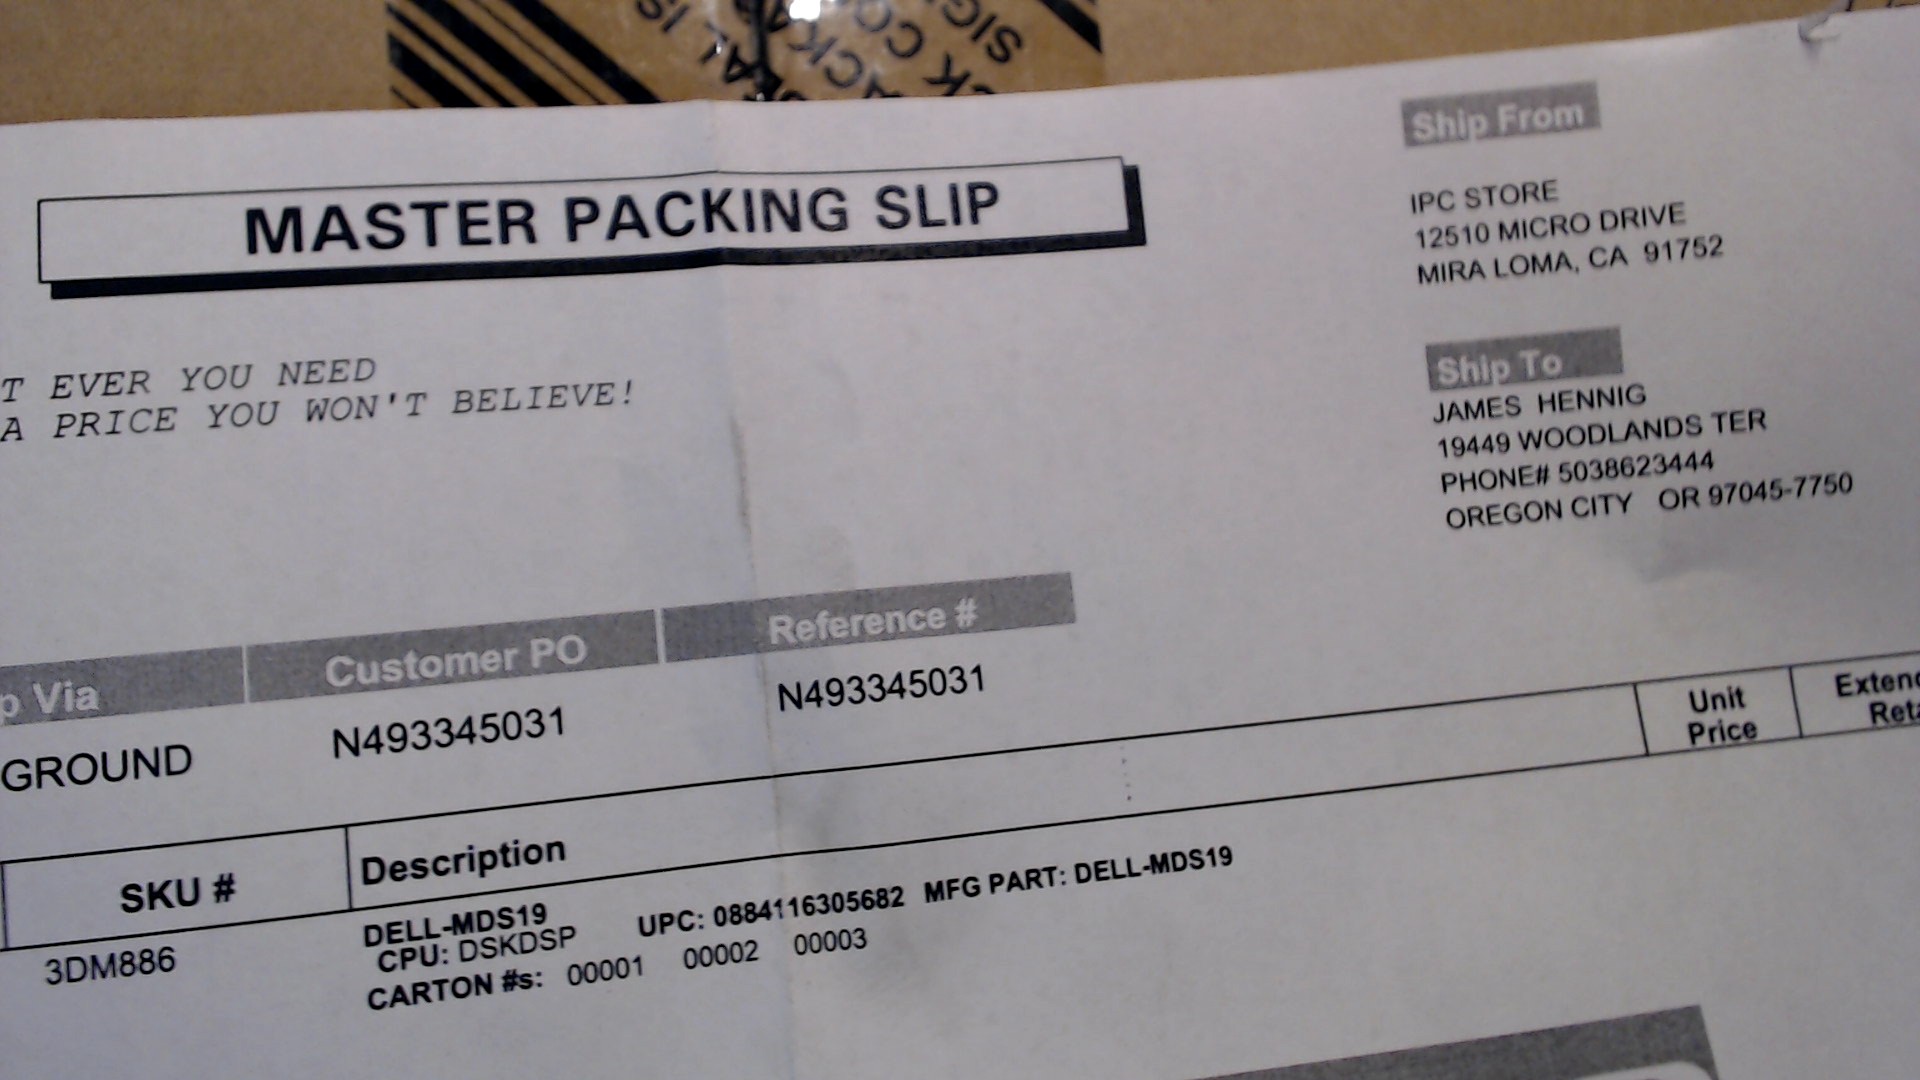 MASTER PACKING SLIP
T EVER YOU NEED
A PRICE YOU WON'T BELIEVE!
Ship From
IPC STORE
12510 MICRO DRIVE
MIRA LOMA, CA 91752
Ship To
JAMES HENNIG
19449 WOODLANDS TER
PHONE# 5038623444
OREGON CITY OR 97045-7750
p Via Customer PO Reference #
GROUND N493345031 N493345031
SKU # Description Unit Price Extend Reta
3DM886 DELL-MDS19 UPC: 0884116305682 MFG PART: DELL-MDS19
CPU: DSKDSP
CARTON #s: 00001 00002 00003